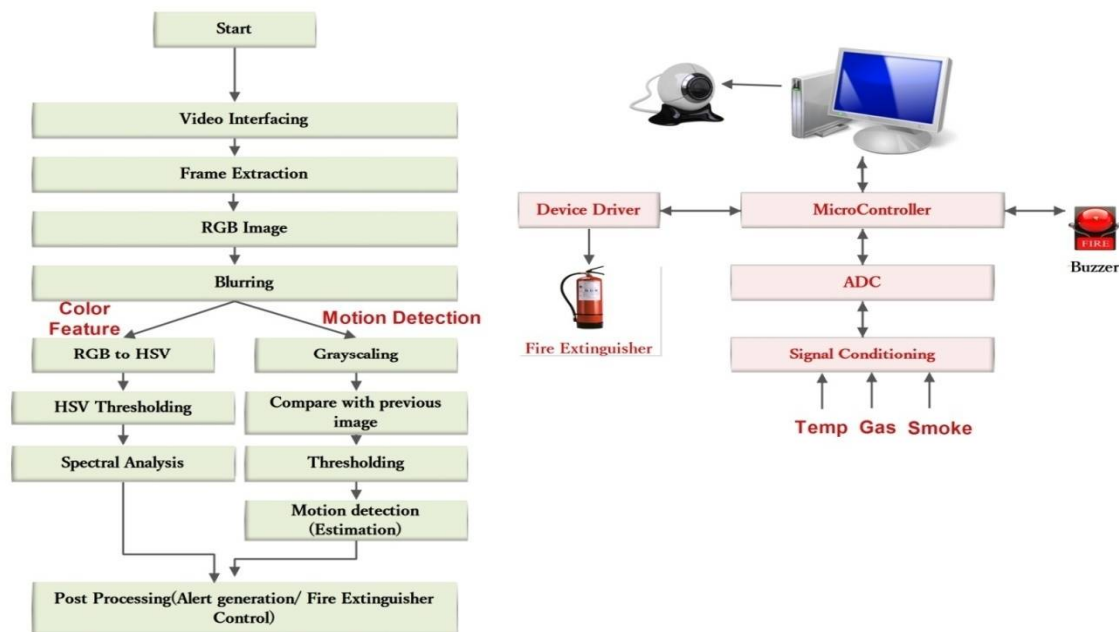 Start
Video Interfacing
Frame Extraction
RGB Image
Blurring
Color
Feature
Motion Detection
RGB to HSV
Grayscaling
HSV Thresholding
Compare with previous
image
Spectral Analysis
Thresholding
Motion detection
(Estimation)
Post Processing(Alert generation/ Fire Extinguisher
Control)
Device Driver
MicroController
FIRE
Buzzer
ADC
Fire Extinguisher
Signal Conditioning
Temp Gas Smoke